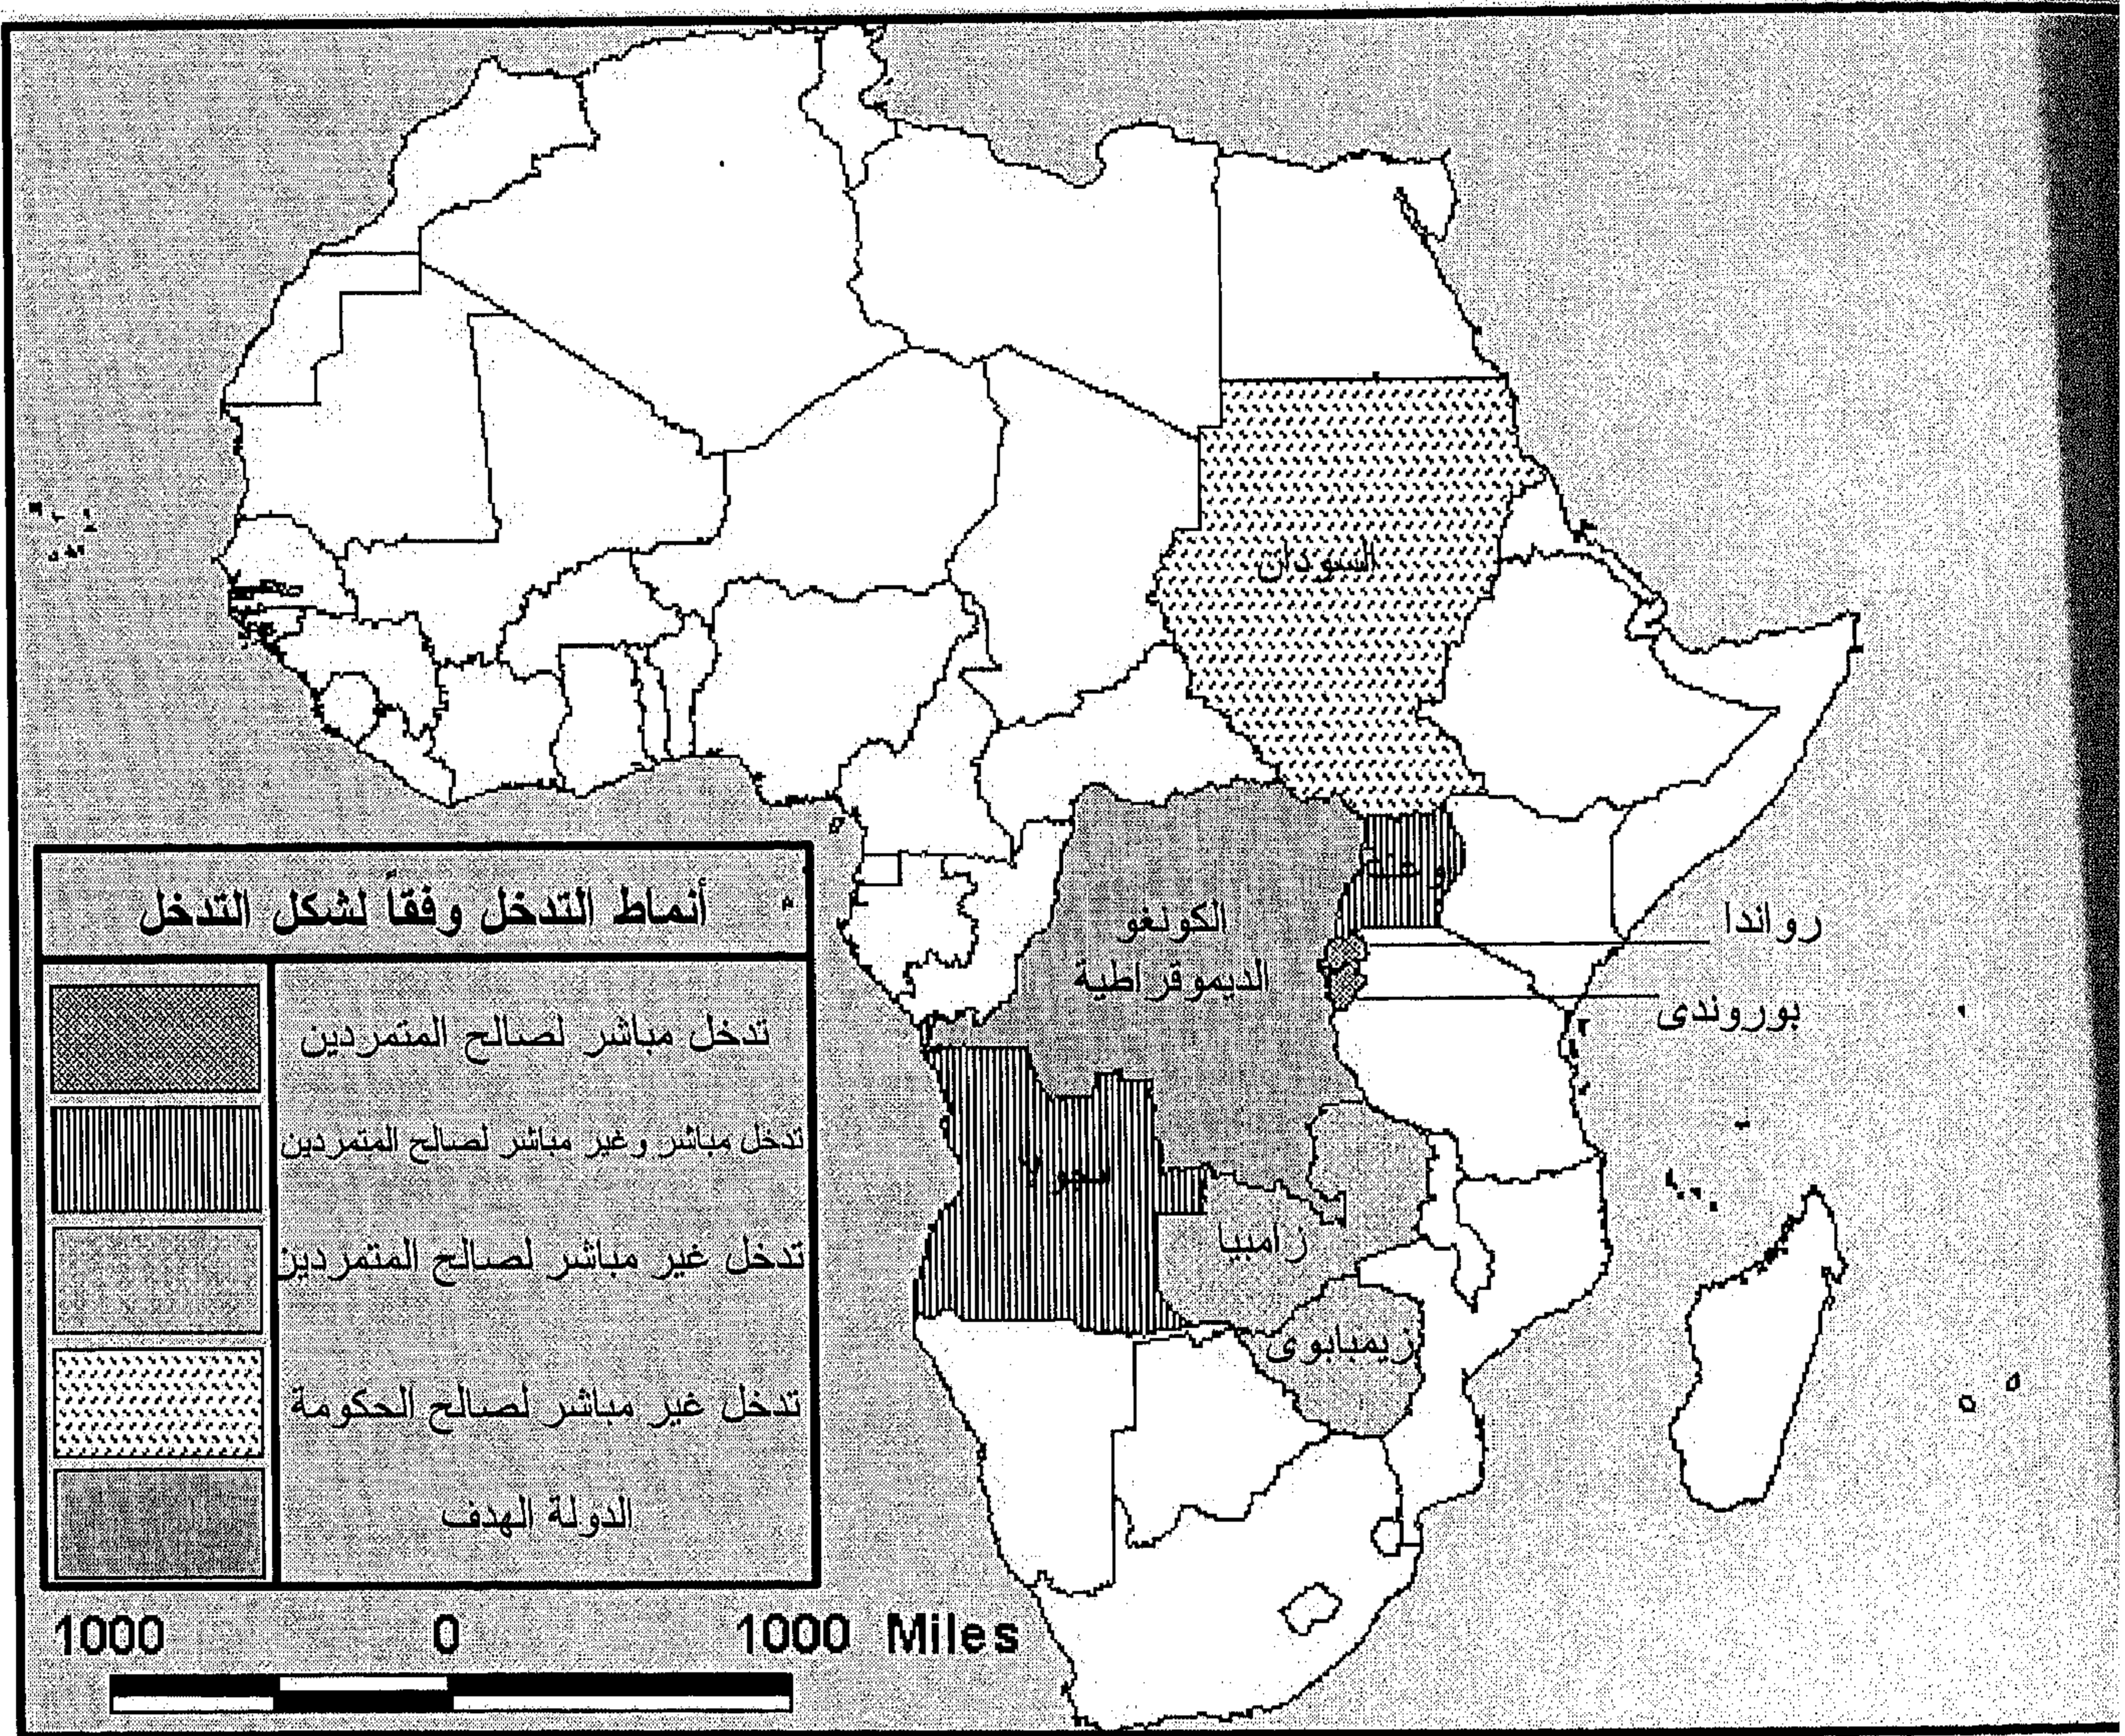 السودان
الكونغو
الديموقراطية
رواندا
بوروندى
زامبيا
زيمبابوى
أنماط التدخل وفقاً لشكل التدخل
تدخل مباشر لصالح المتمردين
تدخل مباشر وغير مباشر لصالح المتمردين
تدخل غير مباشر لصالح المتمردين
تدخل غير مباشر لصالح الحكومة
الدولة الهدف
1000 0 1000 Miles